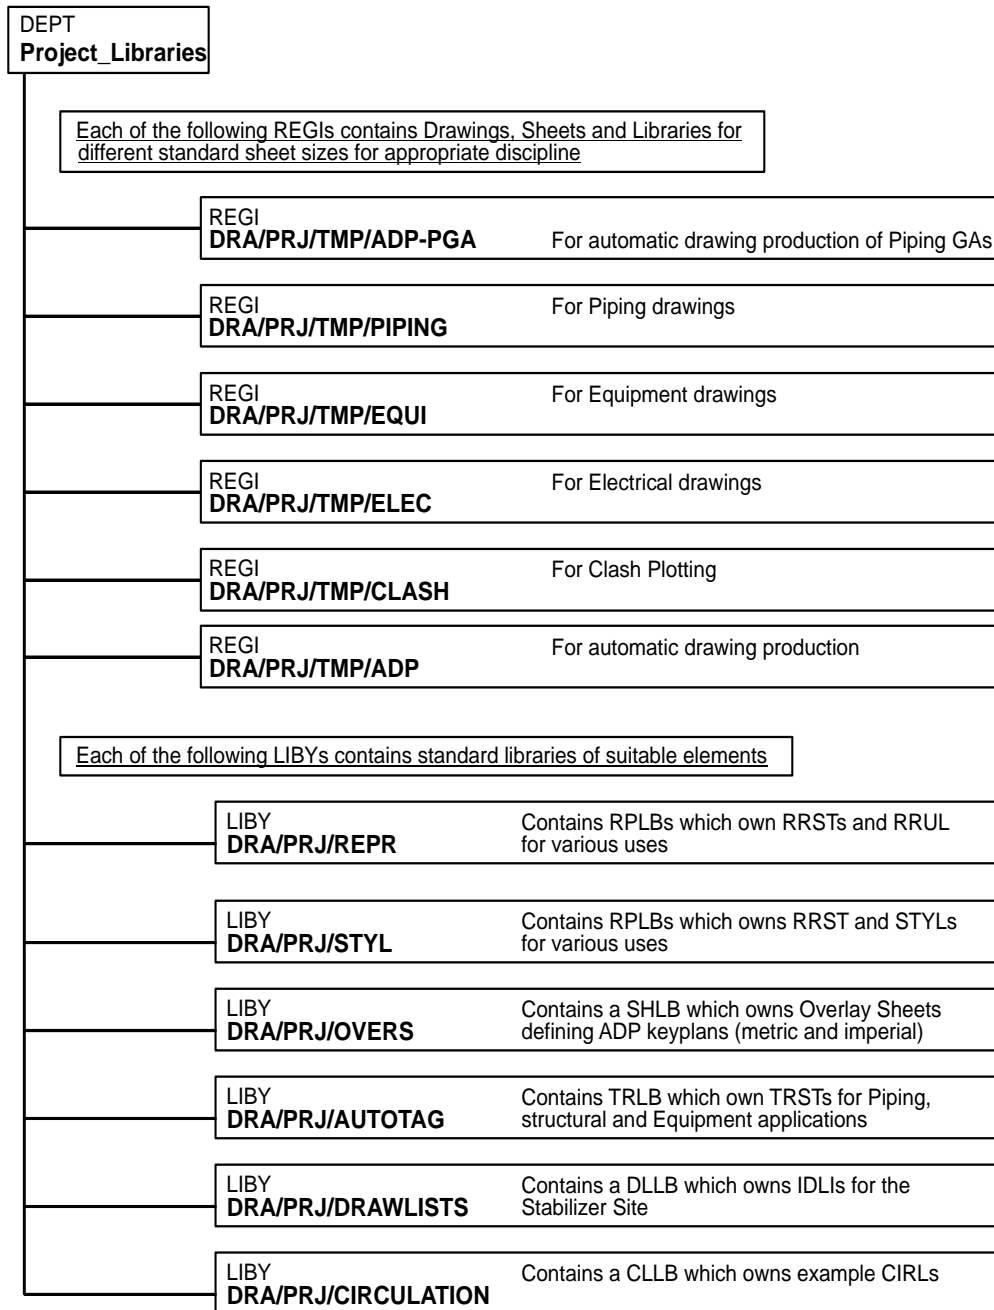 DEPT
Project_Libraries
Each of the following REGIs contains Drawings, Sheets and Libraries for
different standard sheet sizes for appropriate discipline
REGI
DRA/PRJ/TMP/ADP-PGA For automatic drawing production of Piping GAs
REGI For Piping drawings
DRA/PRJ/TMP/PIPING
REGI For Equipment drawings
DRA/PRJ/TMP/EQUI
REGI For Electrical drawings
DRA/PRJ/TMP/ELEC
REGI For Clash Plotting
DRA/PRJ/TMP/CLASH
REGI For automatic drawing production
DRA/PRJ/TMP/ADP
Each of the following LIBYs contains standard libraries of suitable elements
LIBY Contains RPLBs which own RRSTs and RRUL
DRA/PRJ/REPR for various uses
LIBY Contains RPLBs which owns RRST and STYLs
DRA/PRJ/STYL for various uses
LIBY Contains a SHLB which owns Overlay Sheets
DRA/PRJ/OVERS defining ADP keyplans (metric and imperial)
LIBY Contains TRLB which own TRSTs for Piping,
DRA/PRJ/AUTOTAG structural and Equipment applications
LIBY Contains a DLLB which owns IDLIs for the
DRA/PRJ/DRAWLISTS Stabilizer Site
LIBY Contains a CLLB which owns example CIRLs
DRA/PRJ/CIRCULATION